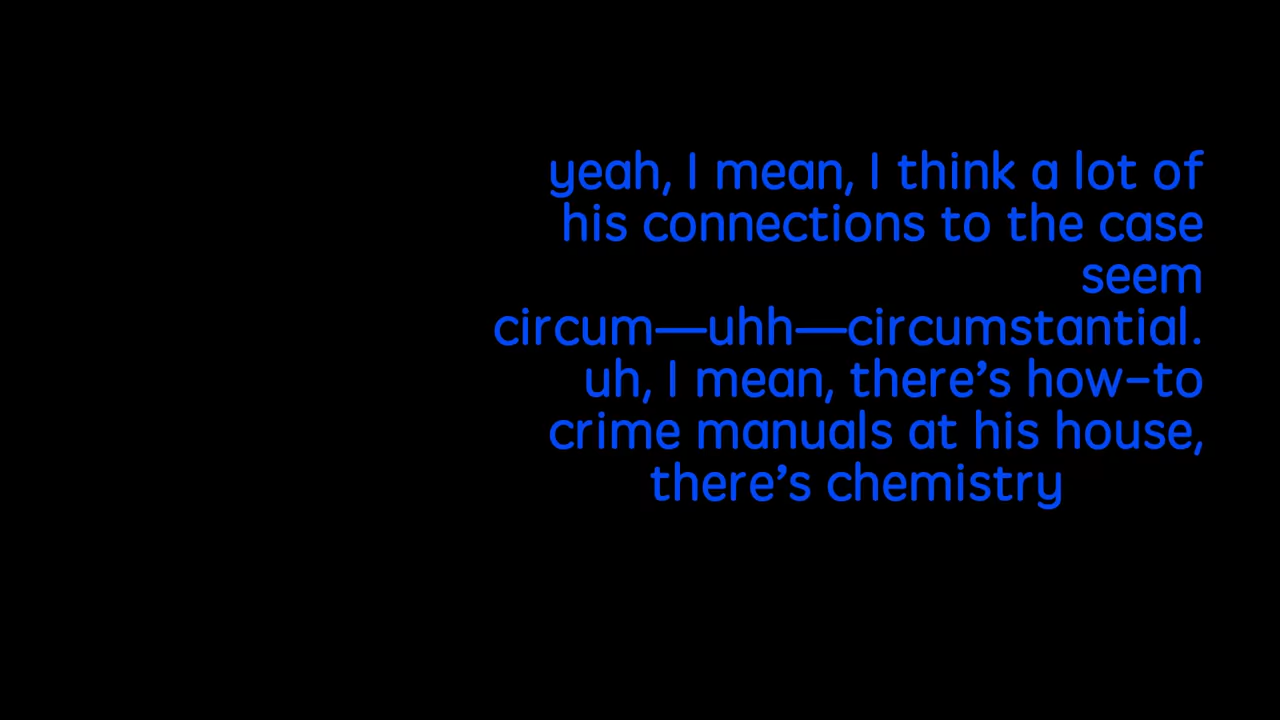 yeah, I mean, I think a lot of
his connections to the case
seem
circum—uhh—circumstantial.
uh, I mean, there’s how-to
crime manuals at his house,
there’s chemistry